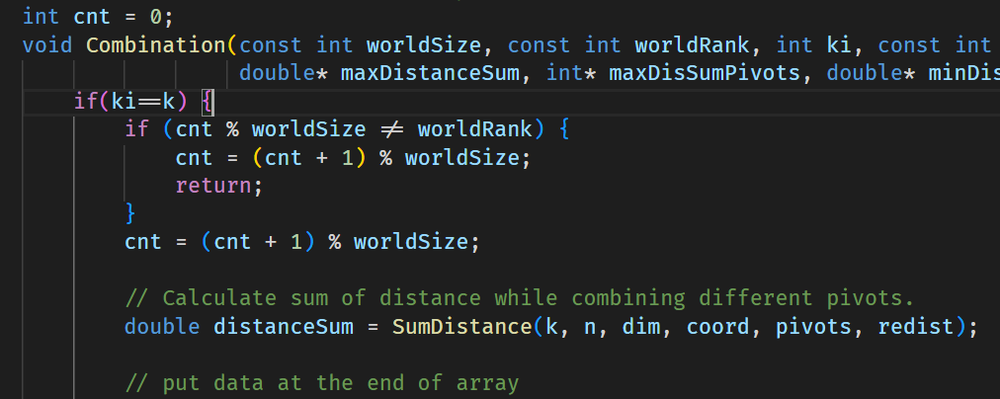 int cnt = 0;
void Combination(const int worldSize, const int worldRank, int ki, const int
double* maxDistanceSum, int* maxDisSumPivots, double* minDis
if(ki==k) {
if (cnt % worldSize != worldRank) {
cnt = (cnt + 1) % worldSize;
return;
}
cnt = (cnt + 1) % worldSize;
// Calculate sum of distance while combining different pivots.
double distanceSum = SumDistance(k, n, dim, coord, pivots, redist);
// put data at the end of array